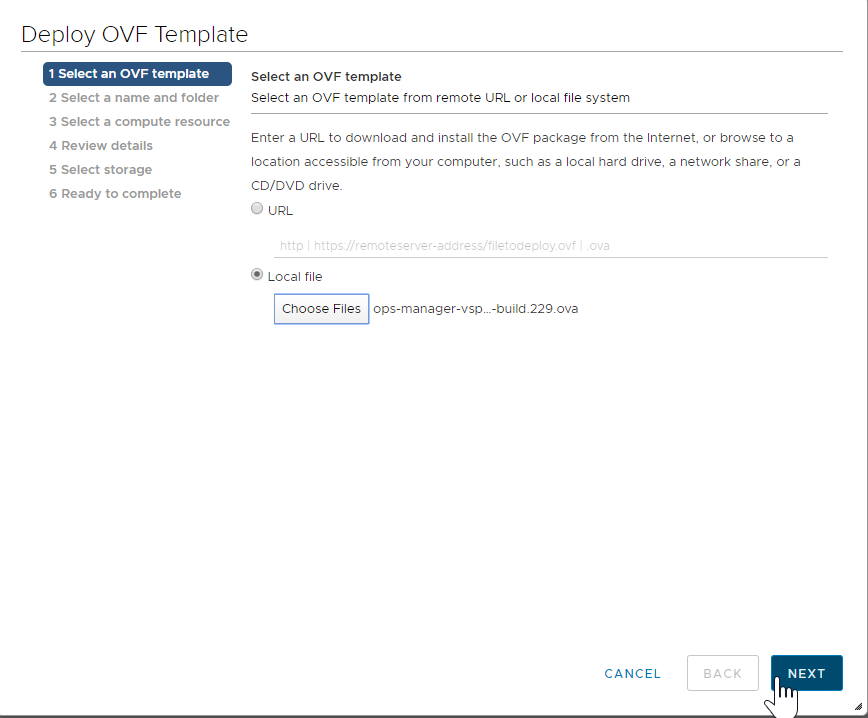 Deploy OVF Template
1 Select an OVF template
2 Select a name and folder
3 Select a compute resource
4 Review details
5 Select storage
6 Ready to complete
Select an OVF template
Select an OVF template from remote URL or local file system
Enter a URL to download and install the OVF package from the Internet, or browse to a
location accessible from your computer, such as a local hard drive, a network share, or a
CD/DVD drive.
URL
http | https://remoteserver-address/filetodeploy.ovf | .ova
Local file
Choose Files ops-manager-vsp...-build.229.ova
CANCEL BACK NEXT